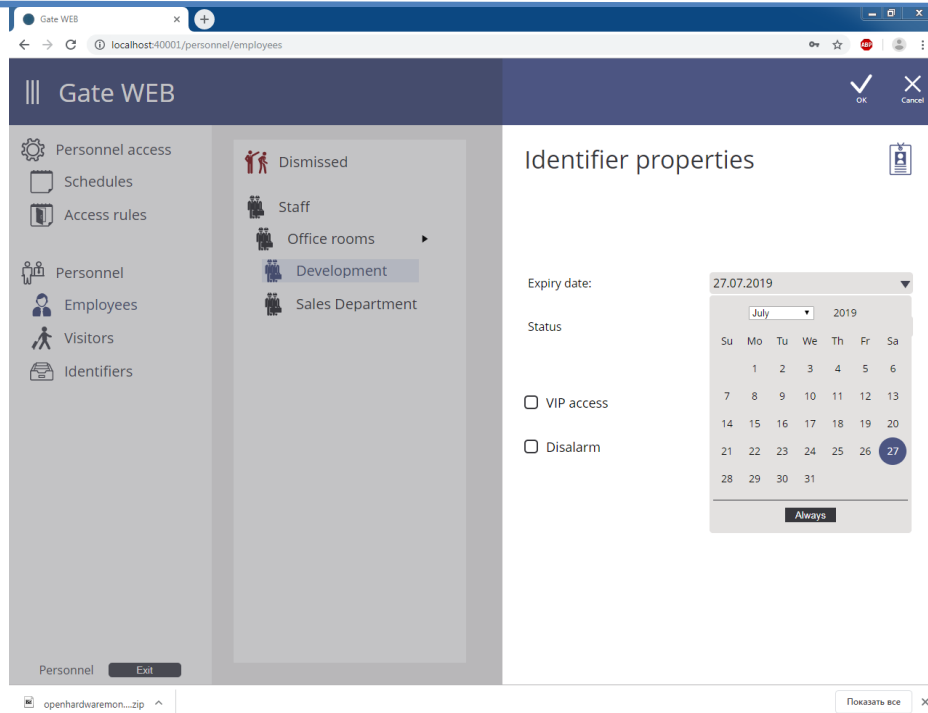 Gate WEB
localhost:40001/personnel/employees
ABP
Gate WEB
OK
Cancel
Personnel access
Schedules
Access rules
Personnel
Employees
Visitors
Identifiers
Personnel
Exit
Dismissed
Staff
Office rooms
Development
Sales Department
Identifier properties
Expiry date:
27.07.2019
Status
VIP access
Disalarm
July 2019
Su Mo Tu We Th Fr Sa
1 2 3 4 5 6
7 8 9 10 11 12 13
14 15 16 17 18 19 20
21 22 23 24 25 26 27
28 29 30 31
Always
openhardwaremon....zip
Показать все